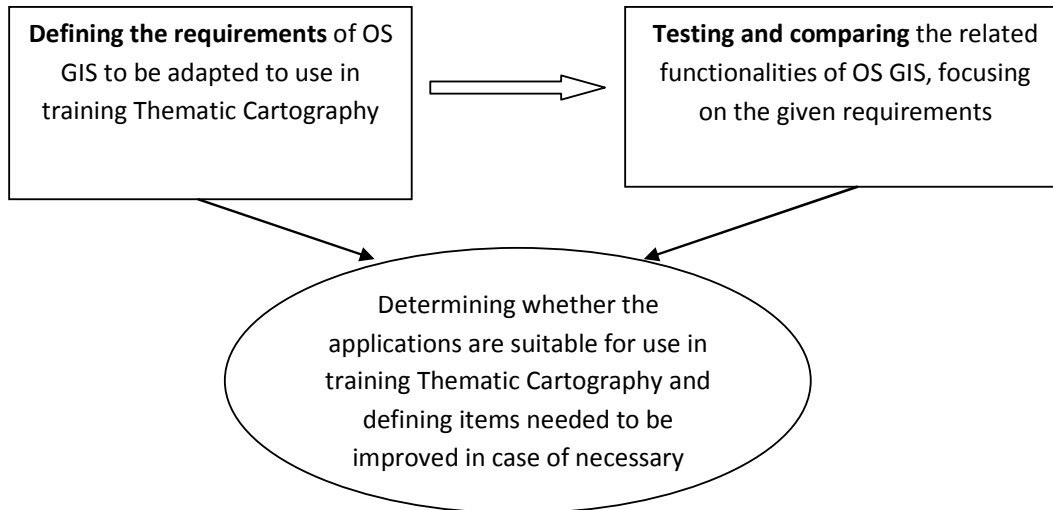 Defining the requirements of OS
GIS to be adapted to use in
training Thematic Cartography
Testing and comparing the related
functionalities of OS GIS, focusing
on the given requirements
Determining whether the
applications are suitable for use in
training Thematic Cartography and
defining items needed to be
improved in case of necessary